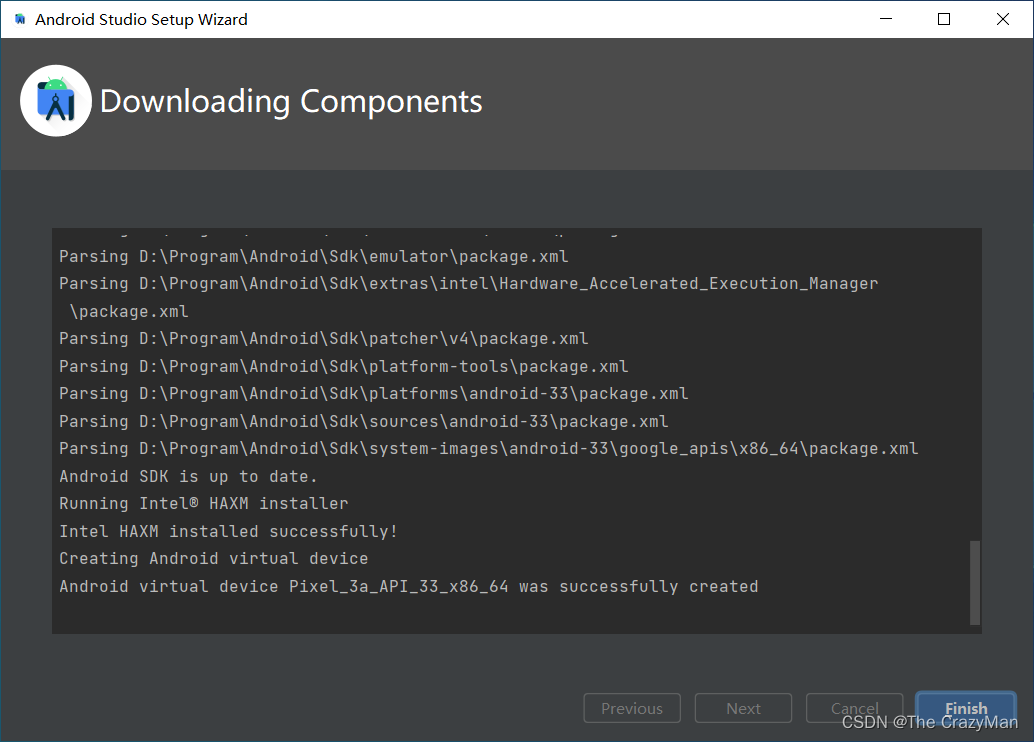 Android Studio Setup Wizard
Downloading Components
Parsing D:\Program\Android\Sdk\emulator\package.xml
Parsing D:\Program\Android\Sdk\extras\intel\Hardware_Accelerated_Execution_Manager
\package.xml
Parsing D:\Program\Android\Sdk\patcher\v4\package.xml
Parsing D:\Program\Android\Sdk\platform-tools\package.xml
Parsing D:\Program\Android\Sdk\platforms\android-33\package.xml
Parsing D:\Program\Android\Sdk\sources\android-33\package.xml
Parsing D:\Program\Android\Sdk\system-images\android-33\google_apis\x86_64\package.xml
Android SDK is up to date.
Running Intel® HAXM installer
Intel HAXM installed successfully!
Creating Android virtual device
Android virtual device Pixel_3a_API_33_x86_64 was successfully created
Previous Next Cancel Finish
CSDN @The CrazyMan